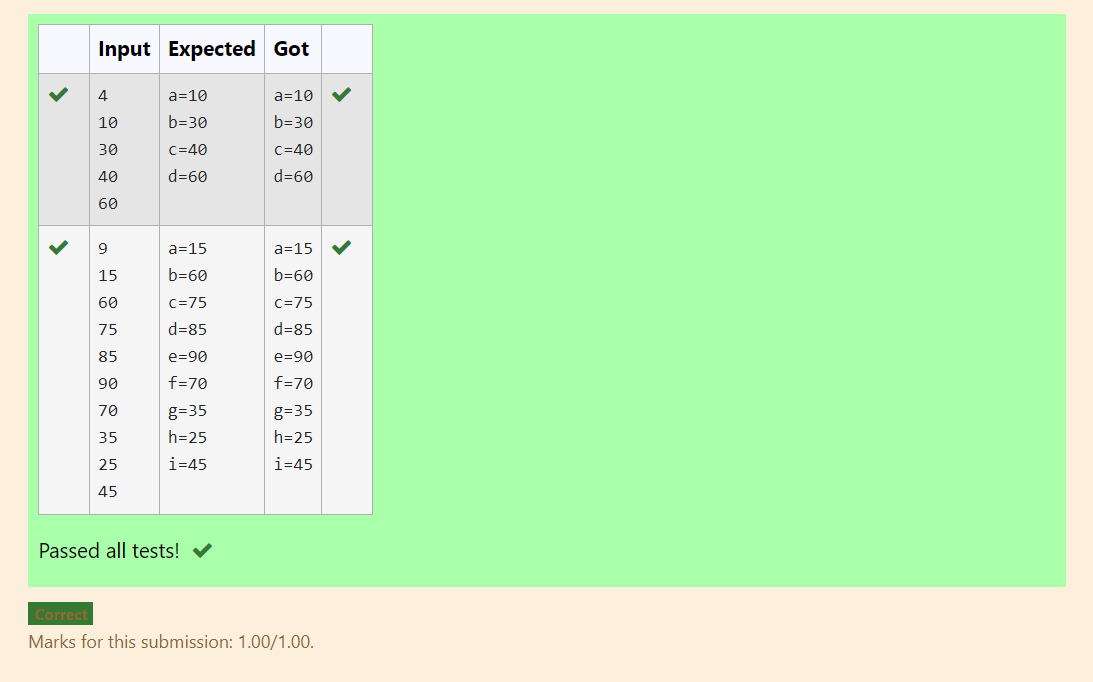 Input Expected Got
4 a=10 a=10
10 b=30 b=30
30 c=40 c=40
40 d=60 d=60
60
9 a=15 a=15
15 b=60 b=60
60 c=75 c=75
75 d=85 d=85
85 e=90 e=90
90 f=70 f=70
70 g=35 g=35
35 h=25 h=25
25 i=45 i=45
45
Passed all tests!
Correct
Marks for this submission: 1.00/1.00.